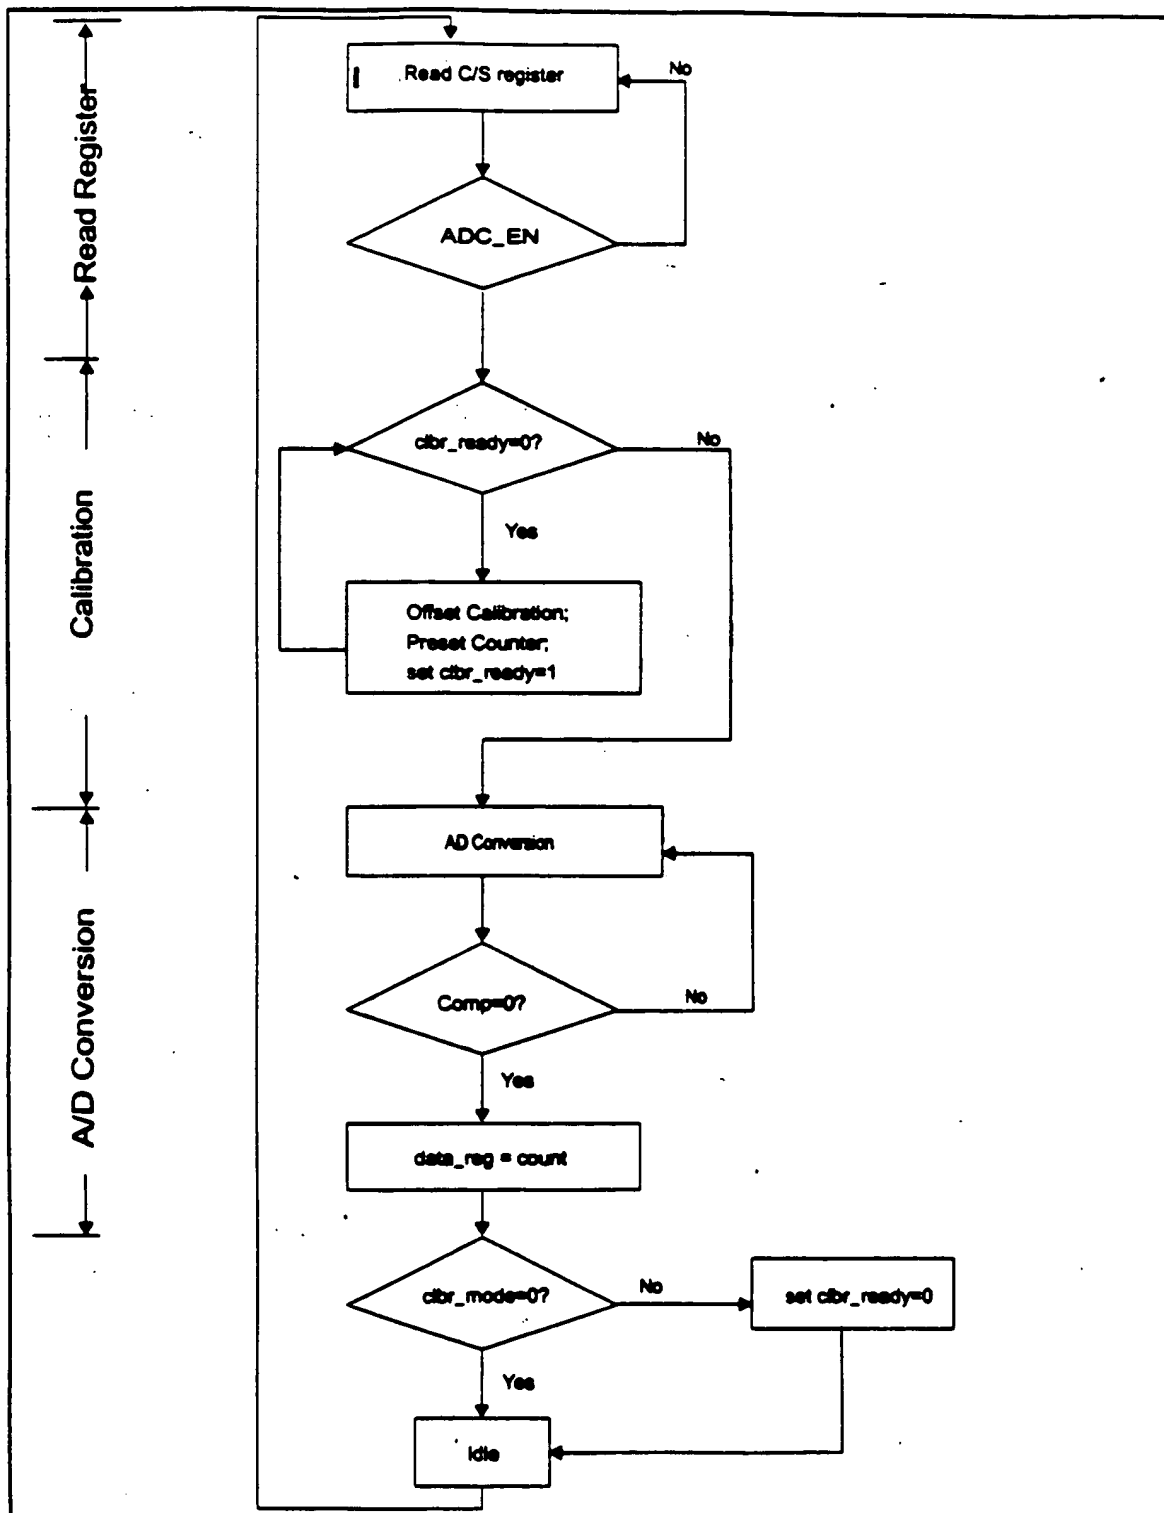 Read C/S register
No
ADC_EN
Read Register
clbr_ready=0?
No
Yes
Calibration
Offset Calibration;
Preset Counter;
set clbr_ready=1
AD Conversion
Comp=0?
No
Yes
A/D Conversion
data_reg = count
clbr_mode=0?
No
set clbr_ready=0
Yes
Idle